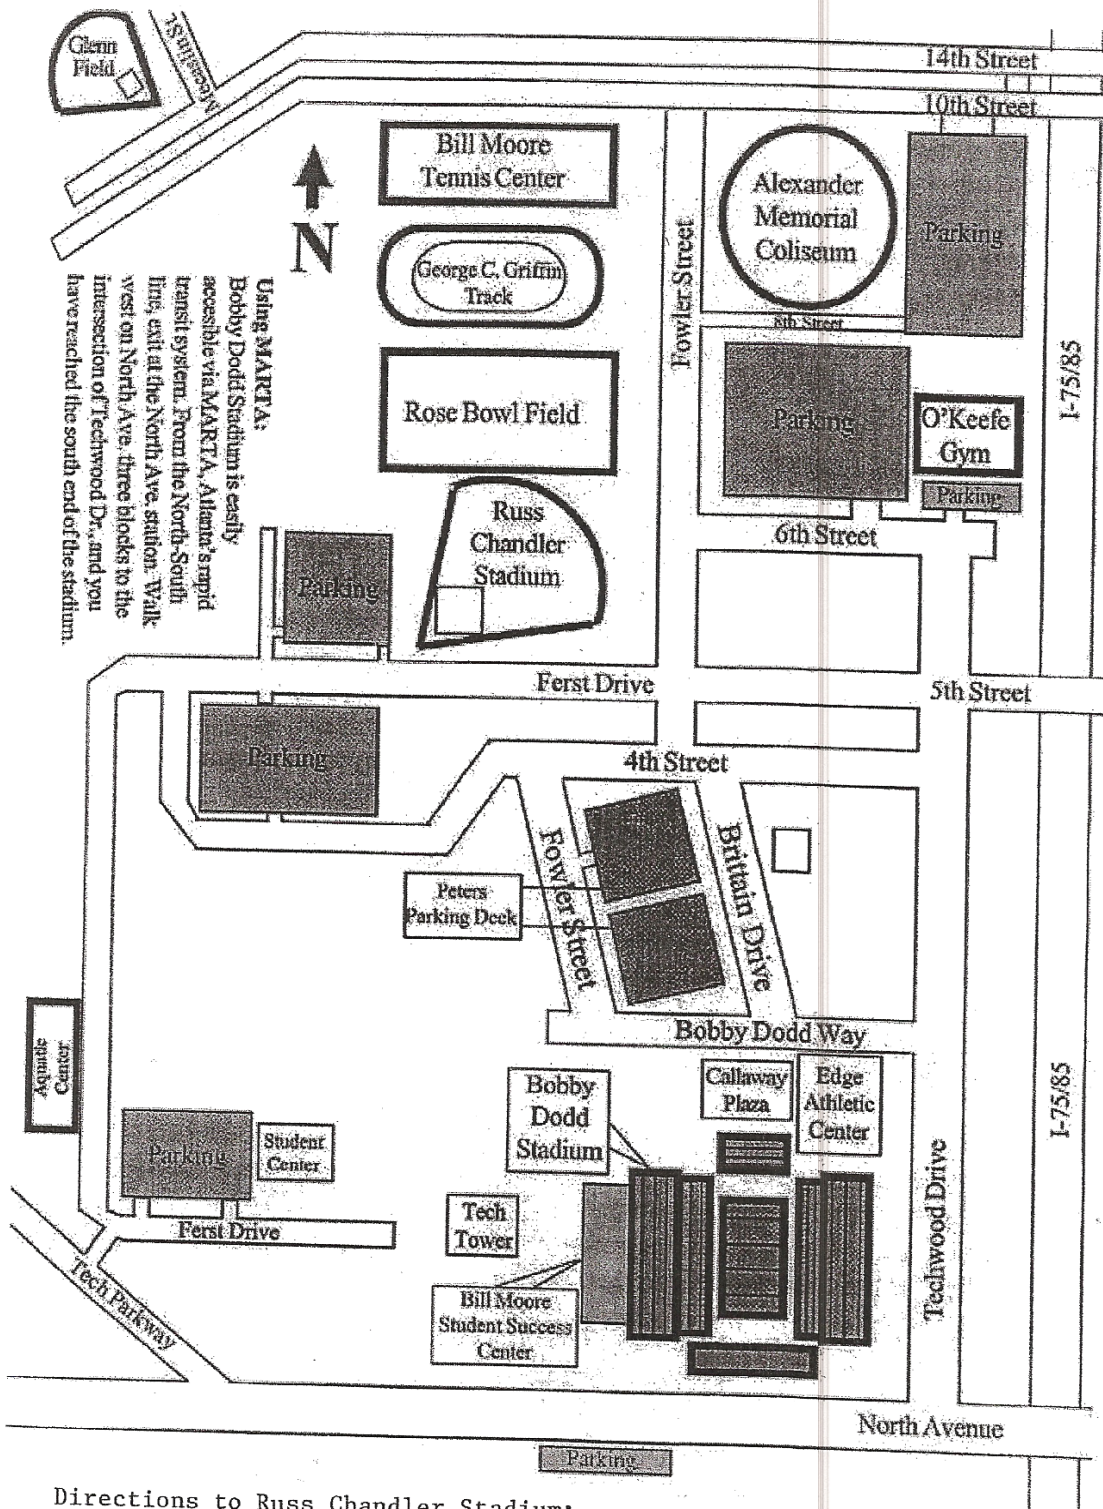 Glenn
Field
Mecaslin St.
14th Street
10th Street
Bill Moore
Tennis Center
Alexander
Memorial
Coliseum
Parking
N
George C. Griffin
Track
Fowler Street
8th Street
I-75/85
Using MARTA:
Bobby Dodd Stadium is easily
accesible via MARTA, Atlanta's rapid
transit system. From the North-South
line, exit at the North Ave. station. Walk
west on North Ave. three blocks to the
intersection of Techwood Dr., and you
have reached the south end of the stadium.
Rose Bowl Field
Parking
O'Keefe
Gym
Parking
Russ
Chandler
Stadium
6th Street
Parking
Ferst Drive
5th Street
Parking
4th Street
Fowler Street
Brittain Drive
Peters
Parking Deck
Bobby Dodd Way
Aquatic
Center
Bobby
Dodd
Stadium
Callaway
Plaza
Edge
Athletic
Center
I-75/85
Parking
Student
Center
Techwood Drive
Tech
Tower
Ferst Drive
Tech Parkway
Bill Moore
Student Success
Center
North Avenue
Parking
Directions to Russ Chandler Stadium: